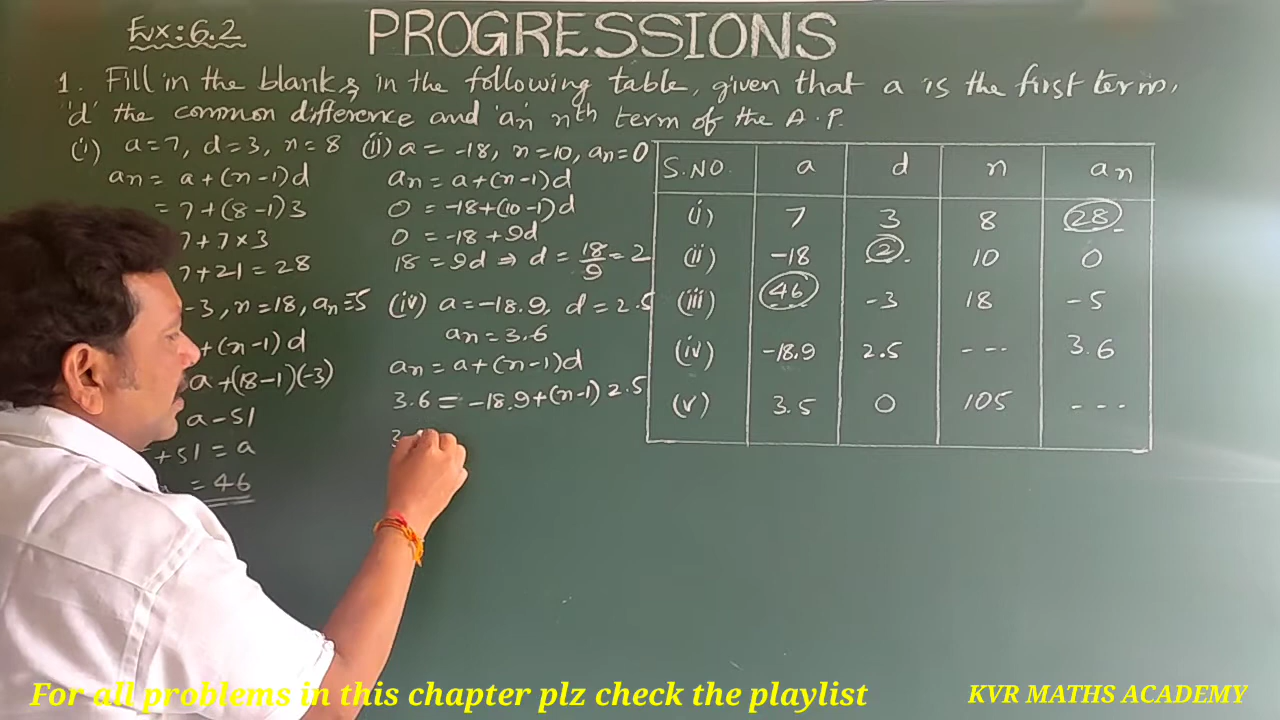 Ex:6.2
PROGRESSIONS
1. Fill in the blanks in the following table, given that a is the first term,
'd' the common difference and 'an' nth term of the A.P.
(i) a=7, d=3, n=8
an = a+(n-1)d
= 7+(8-1)3
7+7×3
7+21=28
-3, n=18, an=-5
+(n-1)d
a+(18-1)(-3)
a-51
+51=a
=46
(ii) a= -18, n=10, an=0
an = a+(n-1)d
0 = -18+(10-1)d
0 = -18+9d
18 = 9d ⇒ d = 18/9 = 2
(iv) a=-18.9, d=2.5
an=3.6
an = a+(n-1)d
3.6 = -18.9+(n-1)2.5
S.NO. a d n an
(i) 7 3 8 28
(ii) -18 2 10 0
(iii) 46 -3 18 -5
(iv) -18.9 2.5 --- 3.6
(v) 3.5 0 105 ---
For all problems in this chapter plz check the playlist
KVR MATHS ACADEMY